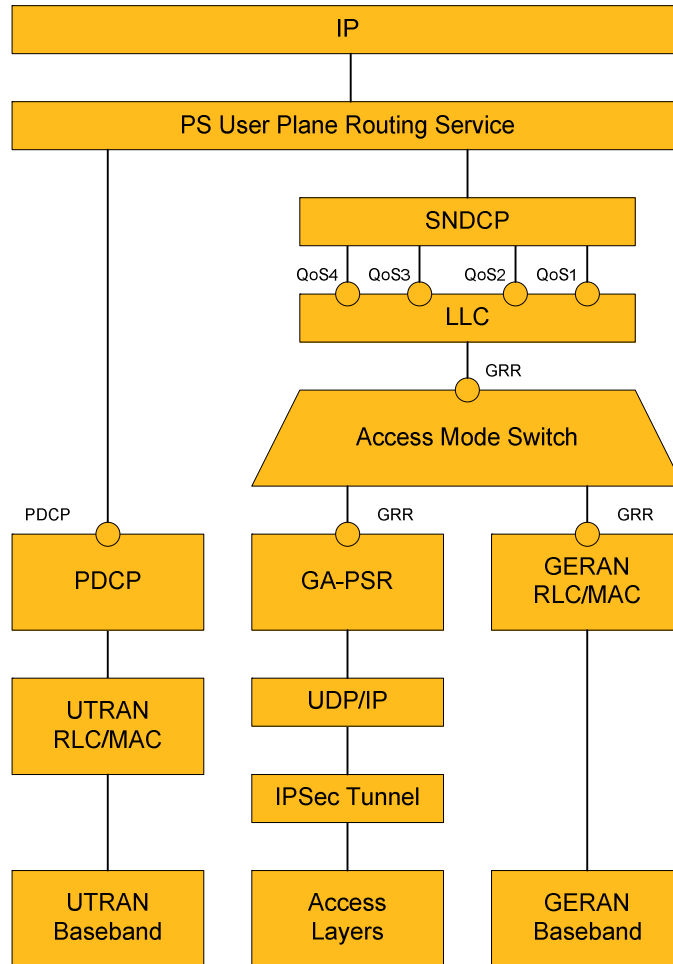 IP
PS User Plane Routing Service
SNDCP
QoS4
QoS3
QoS2
QoS1
LLC
GRR
Access Mode Switch
PDCP
GRR
GRR
PDCP
GA-PSR
GERAN
RLC/MAC
UTRAN
RLC/MAC
UDP/IP
IPSec Tunnel
UTRAN
Baseband
Access
Layers
GERAN
Baseband